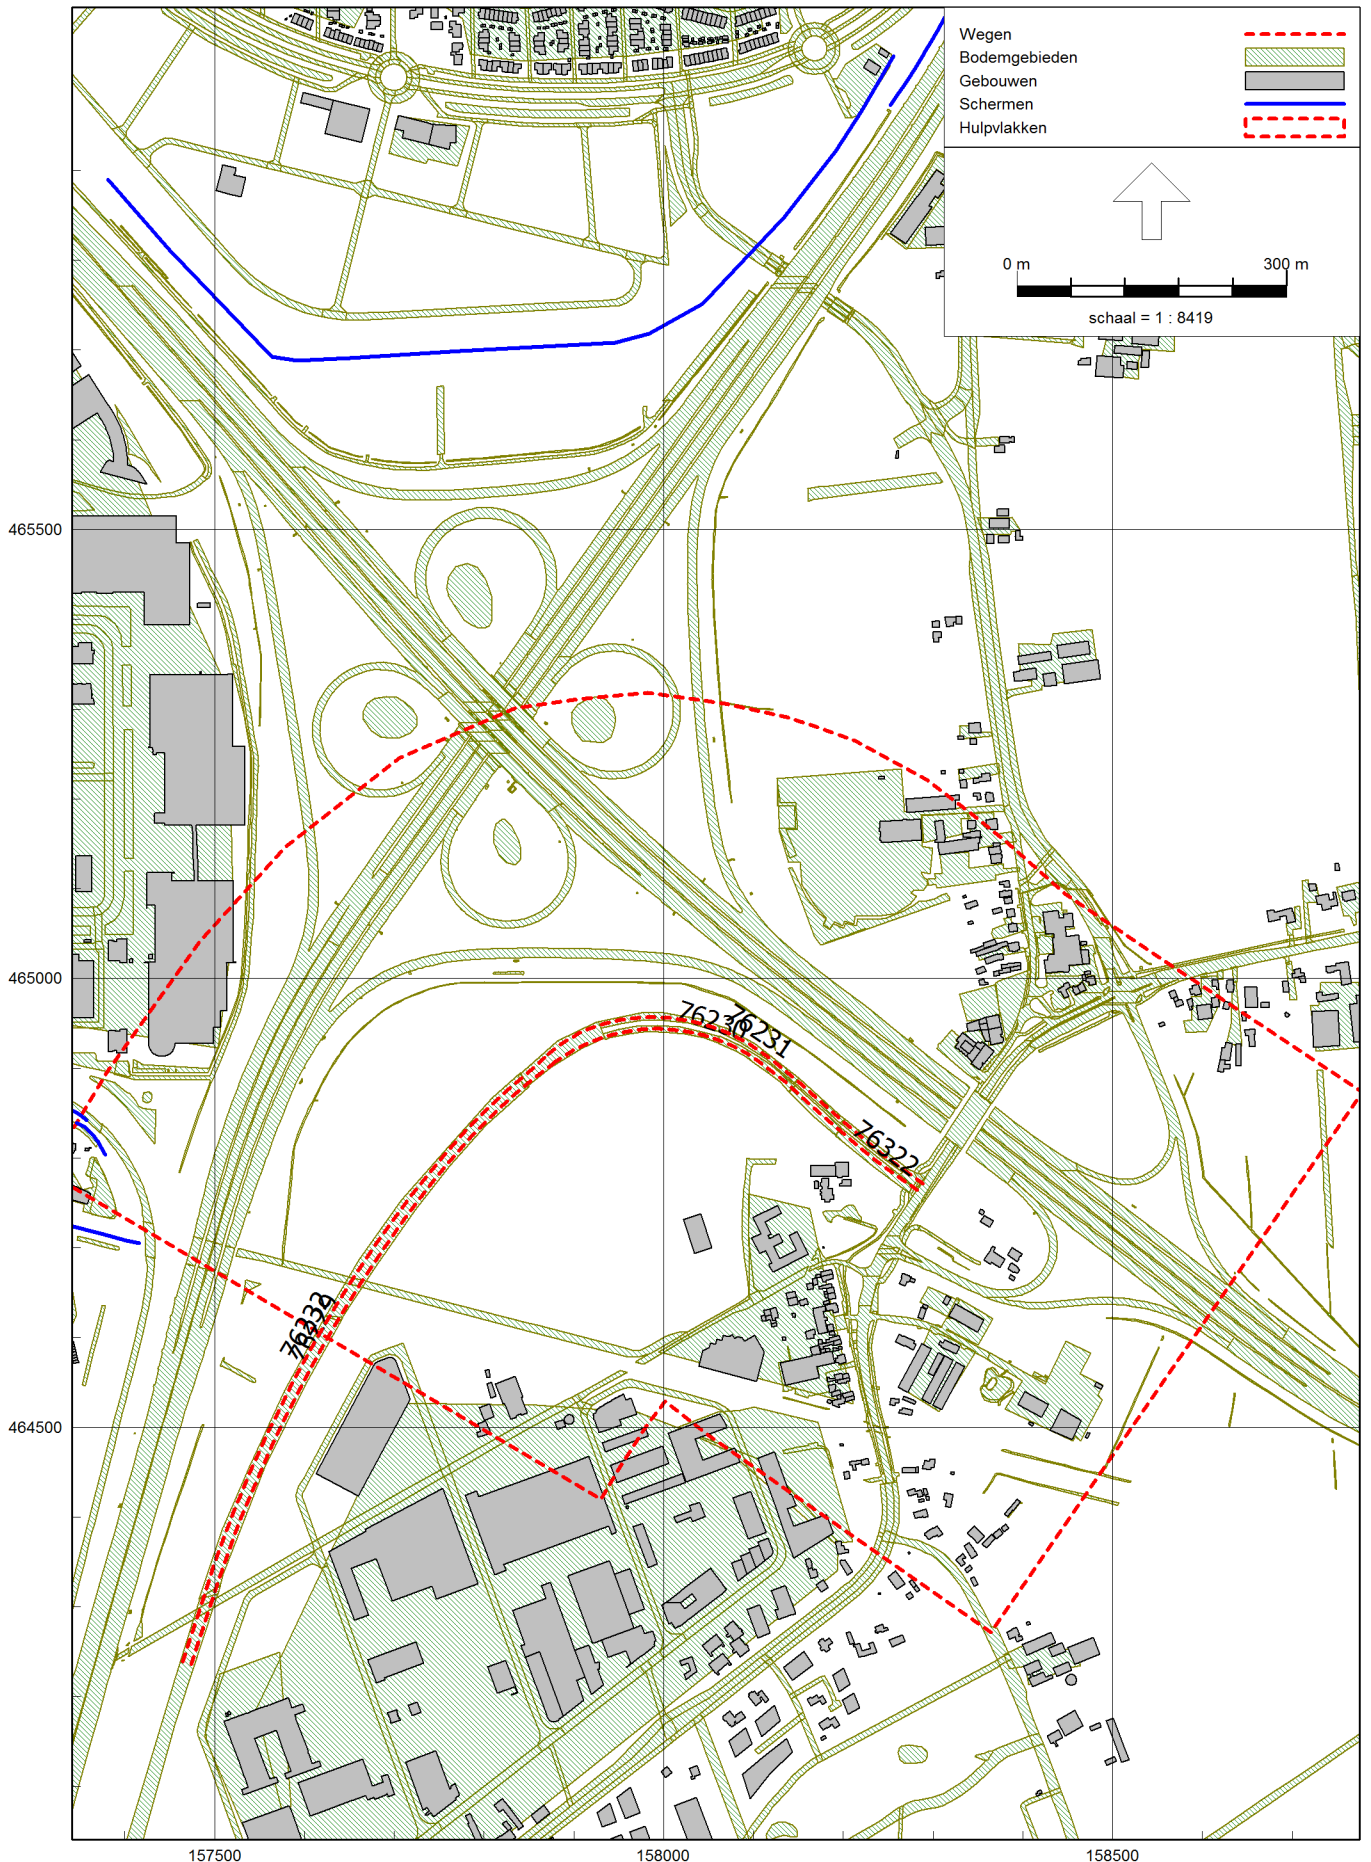 Wegen
Bodemgebieden
Gebouwen
Schermen
Hulpvlakken
0 m 300 m
schaal = 1 : 8419
465500
465000
76231
76322
464500
157500 158000 158500